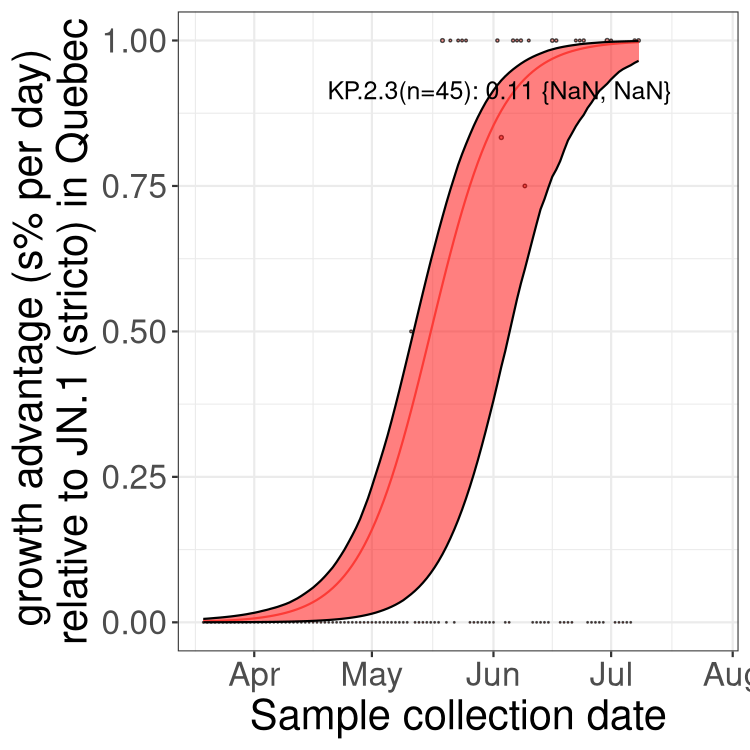 growth advantage (s% per day)
relative to JN.1 (stricto) in Quebec
1.00
0.75
0.50
0.25
0.00
KP.2.3(n=45): 0.11 {NaN, NaN}
Apr May Jun Jul Aug
Sample collection date